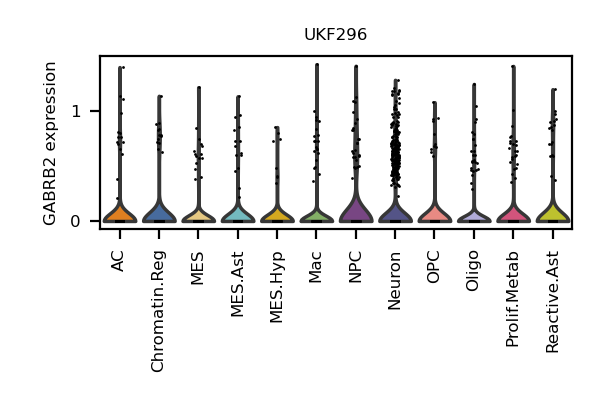 UKF296
GABRB2 expression
1
0
AC
Chromatin.Reg
MES
MES.Ast
MES.Hyp
Mac
NPC
Neuron
OPC
Oligo
Prolif.Metab
Reactive.Ast